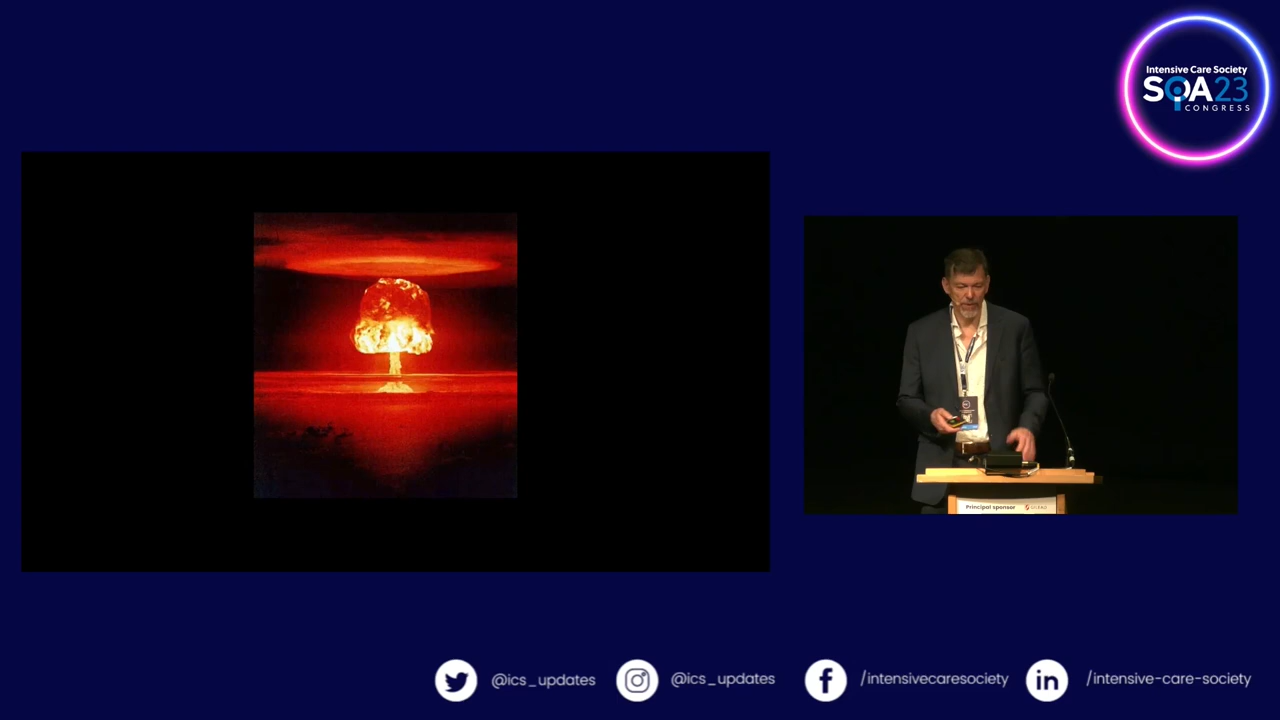 Intensive Care Society
SOA23
CONGRESS
Principal sponsor
@ics_updates
@ics_updates
/intensivecaresociety
/intensive-care-society